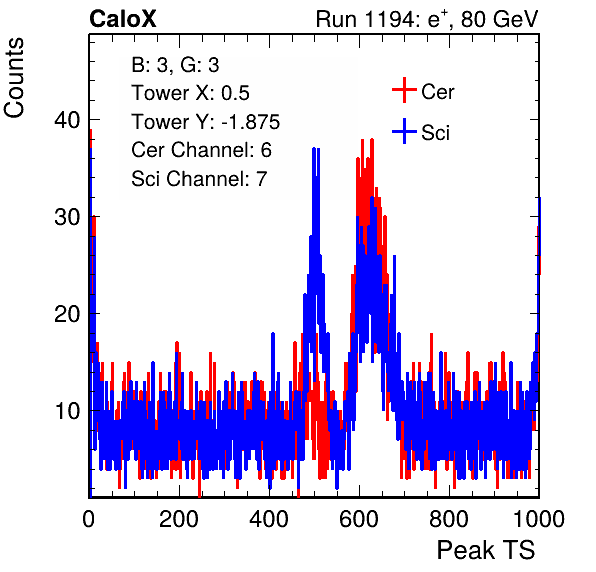 CaloX Run 1194: e⁺, 80 GeV
Counts
B: 3, G: 3
Tower X: 0.5
Tower Y: -1.875
Cer Channel: 6
Sci Channel: 7
Cer
Sci
40
30
20
10
0 200 400 600 800 1000
Peak TS